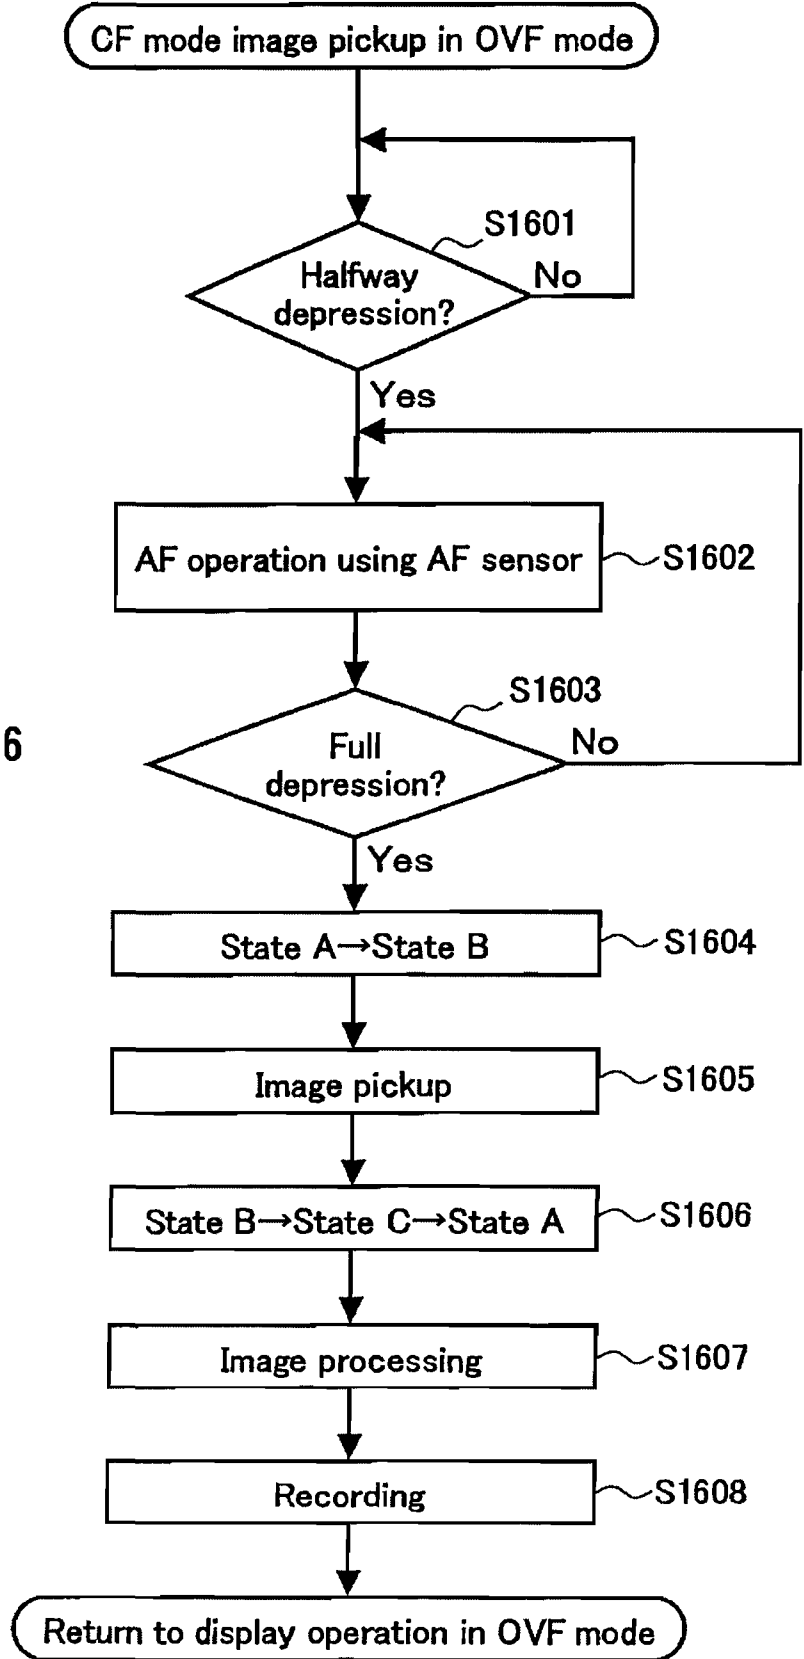 CF mode image pickup in OVF mode
S1601
Halfway
depression?
No
Yes
AF operation using AF sensor
S1602
S1603
6
Full
depression?
No
Yes
State A→State B
S1604
Image pickup
S1605
State B→State C→State A
S1606
Image processing
S1607
Recording
S1608
Return to display operation in OVF mode